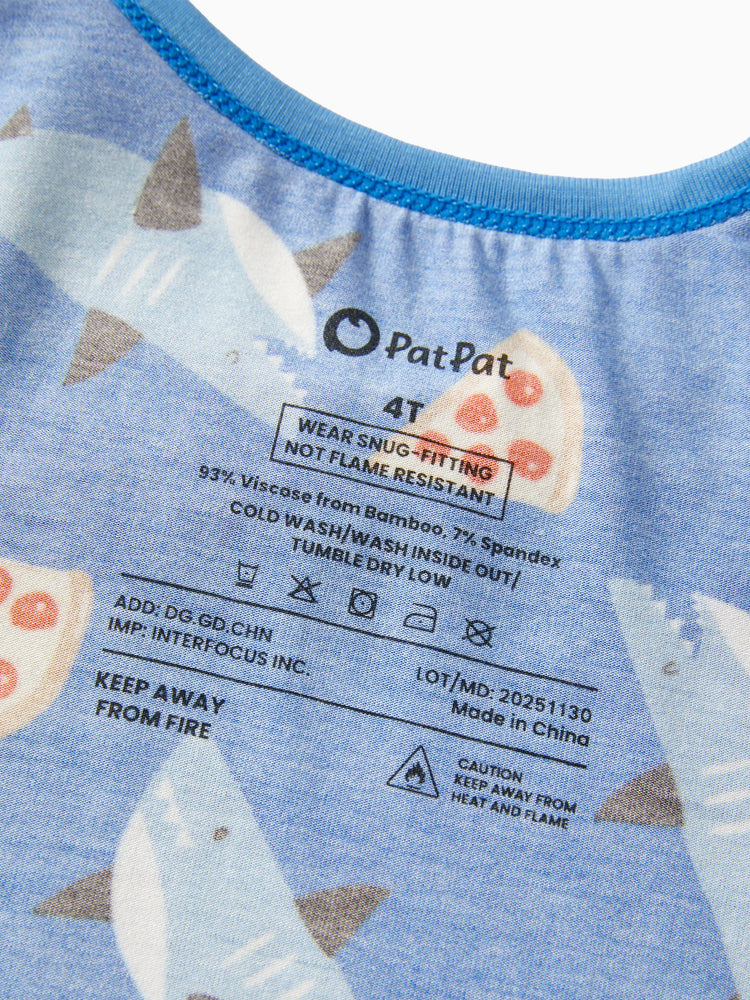 PatPat
4T
WEAR SNUG-FITTING
NOT FLAME RESISTANT
93% Viscose from Bamboo, 7% Spandex
COLD WASH/WASH INSIDE OUT/
TUMBLE DRY LOW
ADD: DG.GD.CHN
IMP: INTERFOCUS INC.
LOT/MD: 20251130
Made in China
KEEP AWAY
FROM FIRE
CAUTION
KEEP AWAY FROM
HEAT AND FLAME